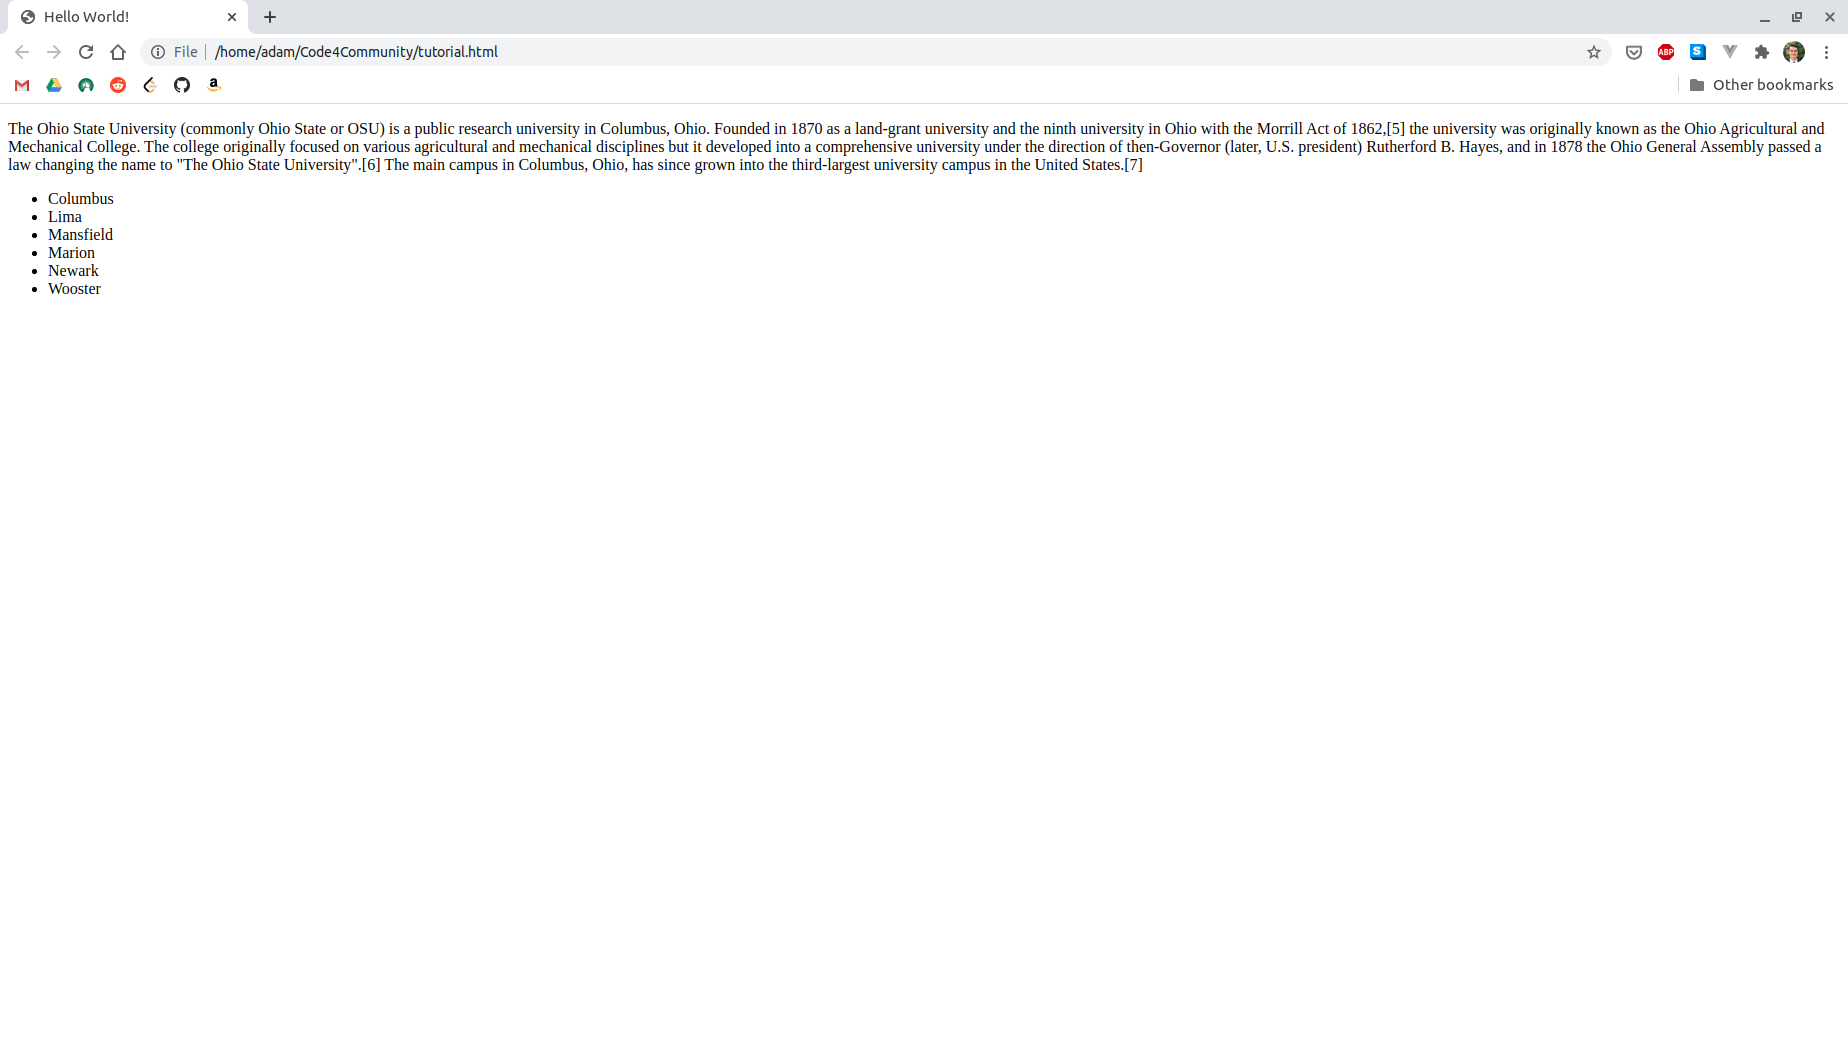 Hello World!
File /home/adam/Code4Community/tutorial.html
ABP
S
a
Other bookmarks
The Ohio State University (commonly Ohio State or OSU) is a public research university in Columbus, Ohio. Founded in 1870 as a land-grant university and the ninth university in Ohio with the Morrill Act of 1862,[5] the university was originally known as the Ohio Agricultural and
Mechanical College. The college originally focused on various agricultural and mechanical disciplines but it developed into a comprehensive university under the direction of then-Governor (later, U.S. president) Rutherford B. Hayes, and in 1878 the Ohio General Assembly passed a
law changing the name to "The Ohio State University".[6] The main campus in Columbus, Ohio, has since grown into the third-largest university campus in the United States.[7]
• Columbus
• Lima
• Mansfield
• Marion
• Newark
• Wooster